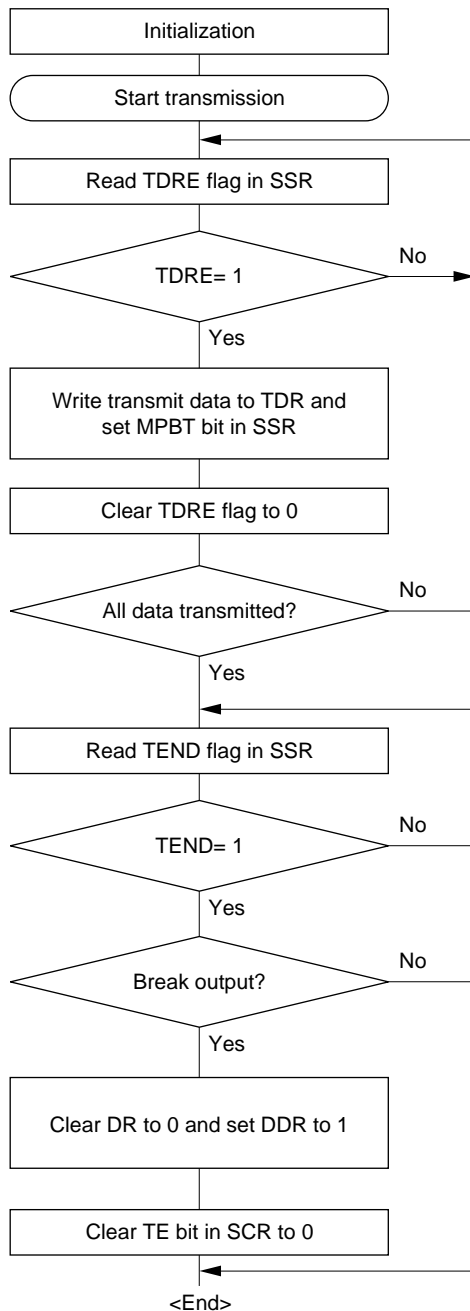 Initialization
Start transmission
Read TDRE flag in SSR
TDRE= 1
No
Yes
Write transmit data to TDR and
set MPBT bit in SSR
Clear TDRE flag to 0
All data transmitted?
No
Yes
Read TEND flag in SSR
TEND= 1
No
Yes
Break output?
No
Yes
Clear DR to 0 and set DDR to 1
Clear TE bit in SCR to 0
<End>